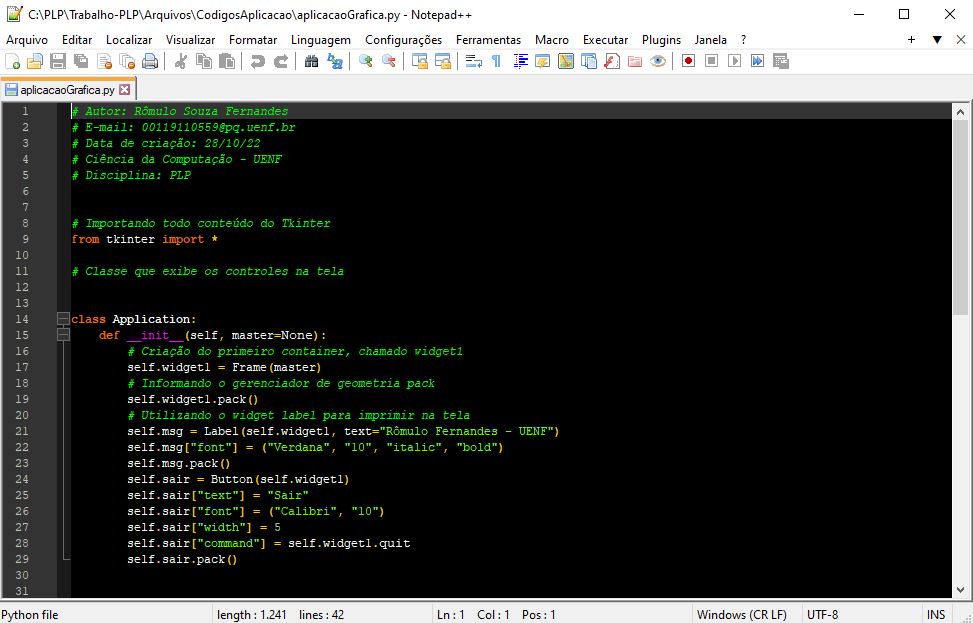 C:\PLP\Trabalho-PLP\Arquivos\CodigosAplicacao\aplicacaoGrafica.py - Notepad++
Arquivo Editar Localizar Visualizar Formatar Linguagem Configurações Ferramentas Macro Executar Plugins Janela ?
aplicacaoGrafica.py
1 # Autor: Rômulo Souza Fernandes
2 # E-mail: 00119110559@pq.uenf.br
3 # Data de criação: 28/10/22
4 # Ciência da Computação - UENF
5 # Disciplina: PLP
6
7
8 # Importando todo conteúdo do Tkinter
9 from tkinter import *
10
11 # Classe que exibe os controles na tela
12
13
14 class Application:
15 def __init__(self, master=None):
16 # Criação do primeiro container, chamado widget1
17 self.widget1 = Frame(master)
18 # Informando o gerenciador de geometria pack
19 self.widget1.pack()
20 # Utilizando o widget label para imprimir na tela
21 self.msg = Label(self.widget1, text="Rômulo Fernandes - UENF")
22 self.msg["font"] = ("Verdana", "10", "italic", "bold")
23 self.msg.pack()
24 self.sair = Button(self.widget1)
25 self.sair["text"] = "Sair"
26 self.sair["font"] = ("Calibri", "10")
27 self.sair["width"] = 5
28 self.sair["command"] = self.widget1.quit
29 self.sair.pack()
30
31
Python file length : 1.241 lines : 42 Ln : 1 Col : 1 Pos : 1 Windows (CR LF) UTF-8 INS